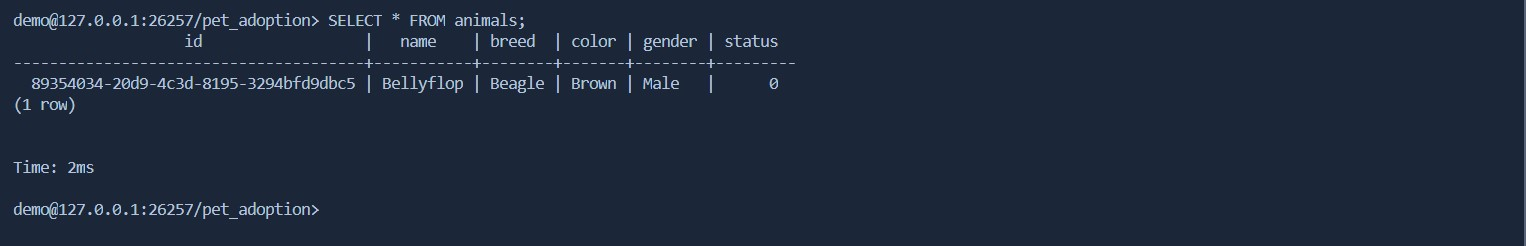 demo@127.0.0.1:26257/pet_adoption> SELECT * FROM animals;
                   id                  |   name    | breed  | color | gender | status
---------------------------------------+-----------+--------+-------+--------+---------
  89354034-20d9-4c3d-8195-3294bfd9dbc5 | Bellyflop | Beagle | Brown | Male   |      0
(1 row)
Time: 2ms
demo@127.0.0.1:26257/pet_adoption>